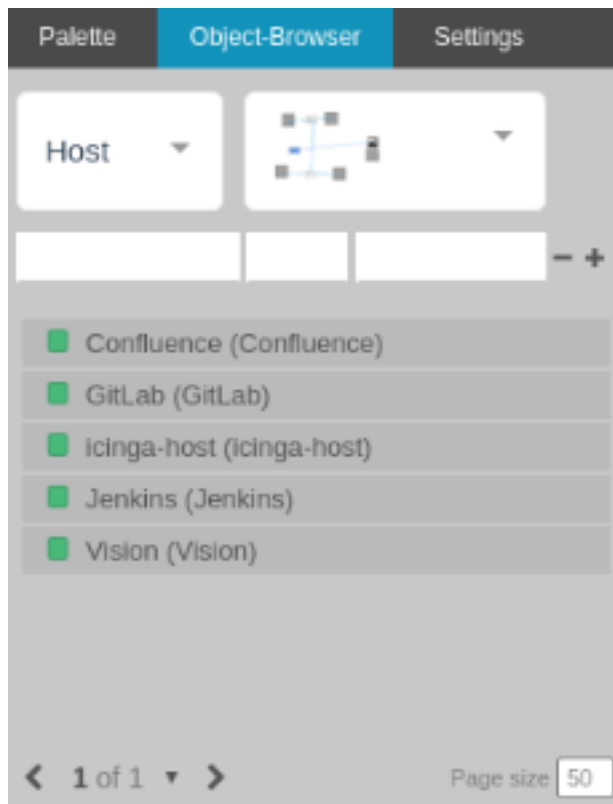 Palette Object-Browser Settings
Host
Confluence (Confluence)
GitLab (GitLab)
icinga-host (icinga-host)
Jenkins (Jenkins)
Vision (Vision)
1 of 1 Page size 50